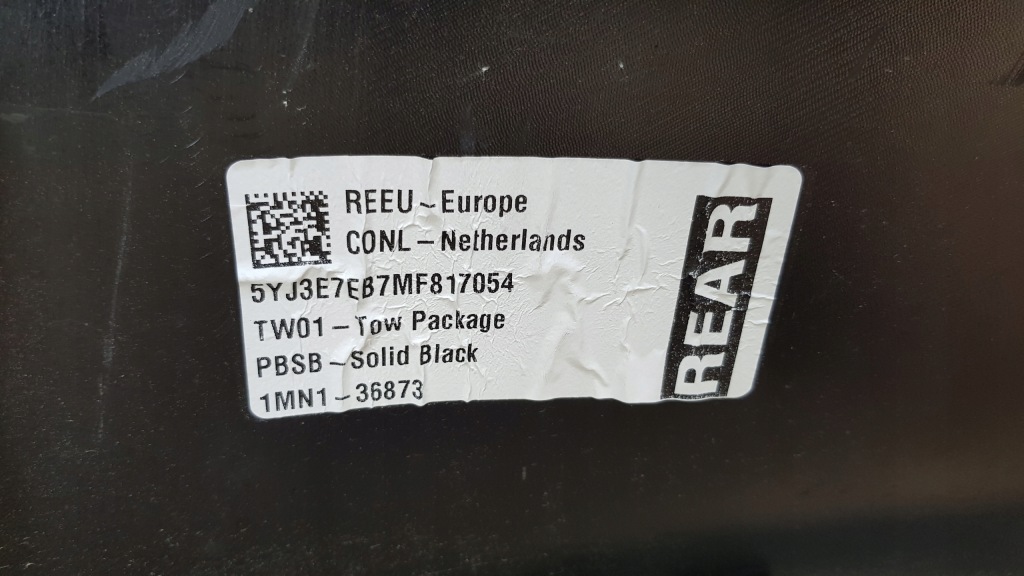 REEU - Europe
CONL - Netherlands
5YJ3E7EB7MF817054
TW01 - Tow Package
PBSB - Solid Black
1MN1 - 36873
REAR